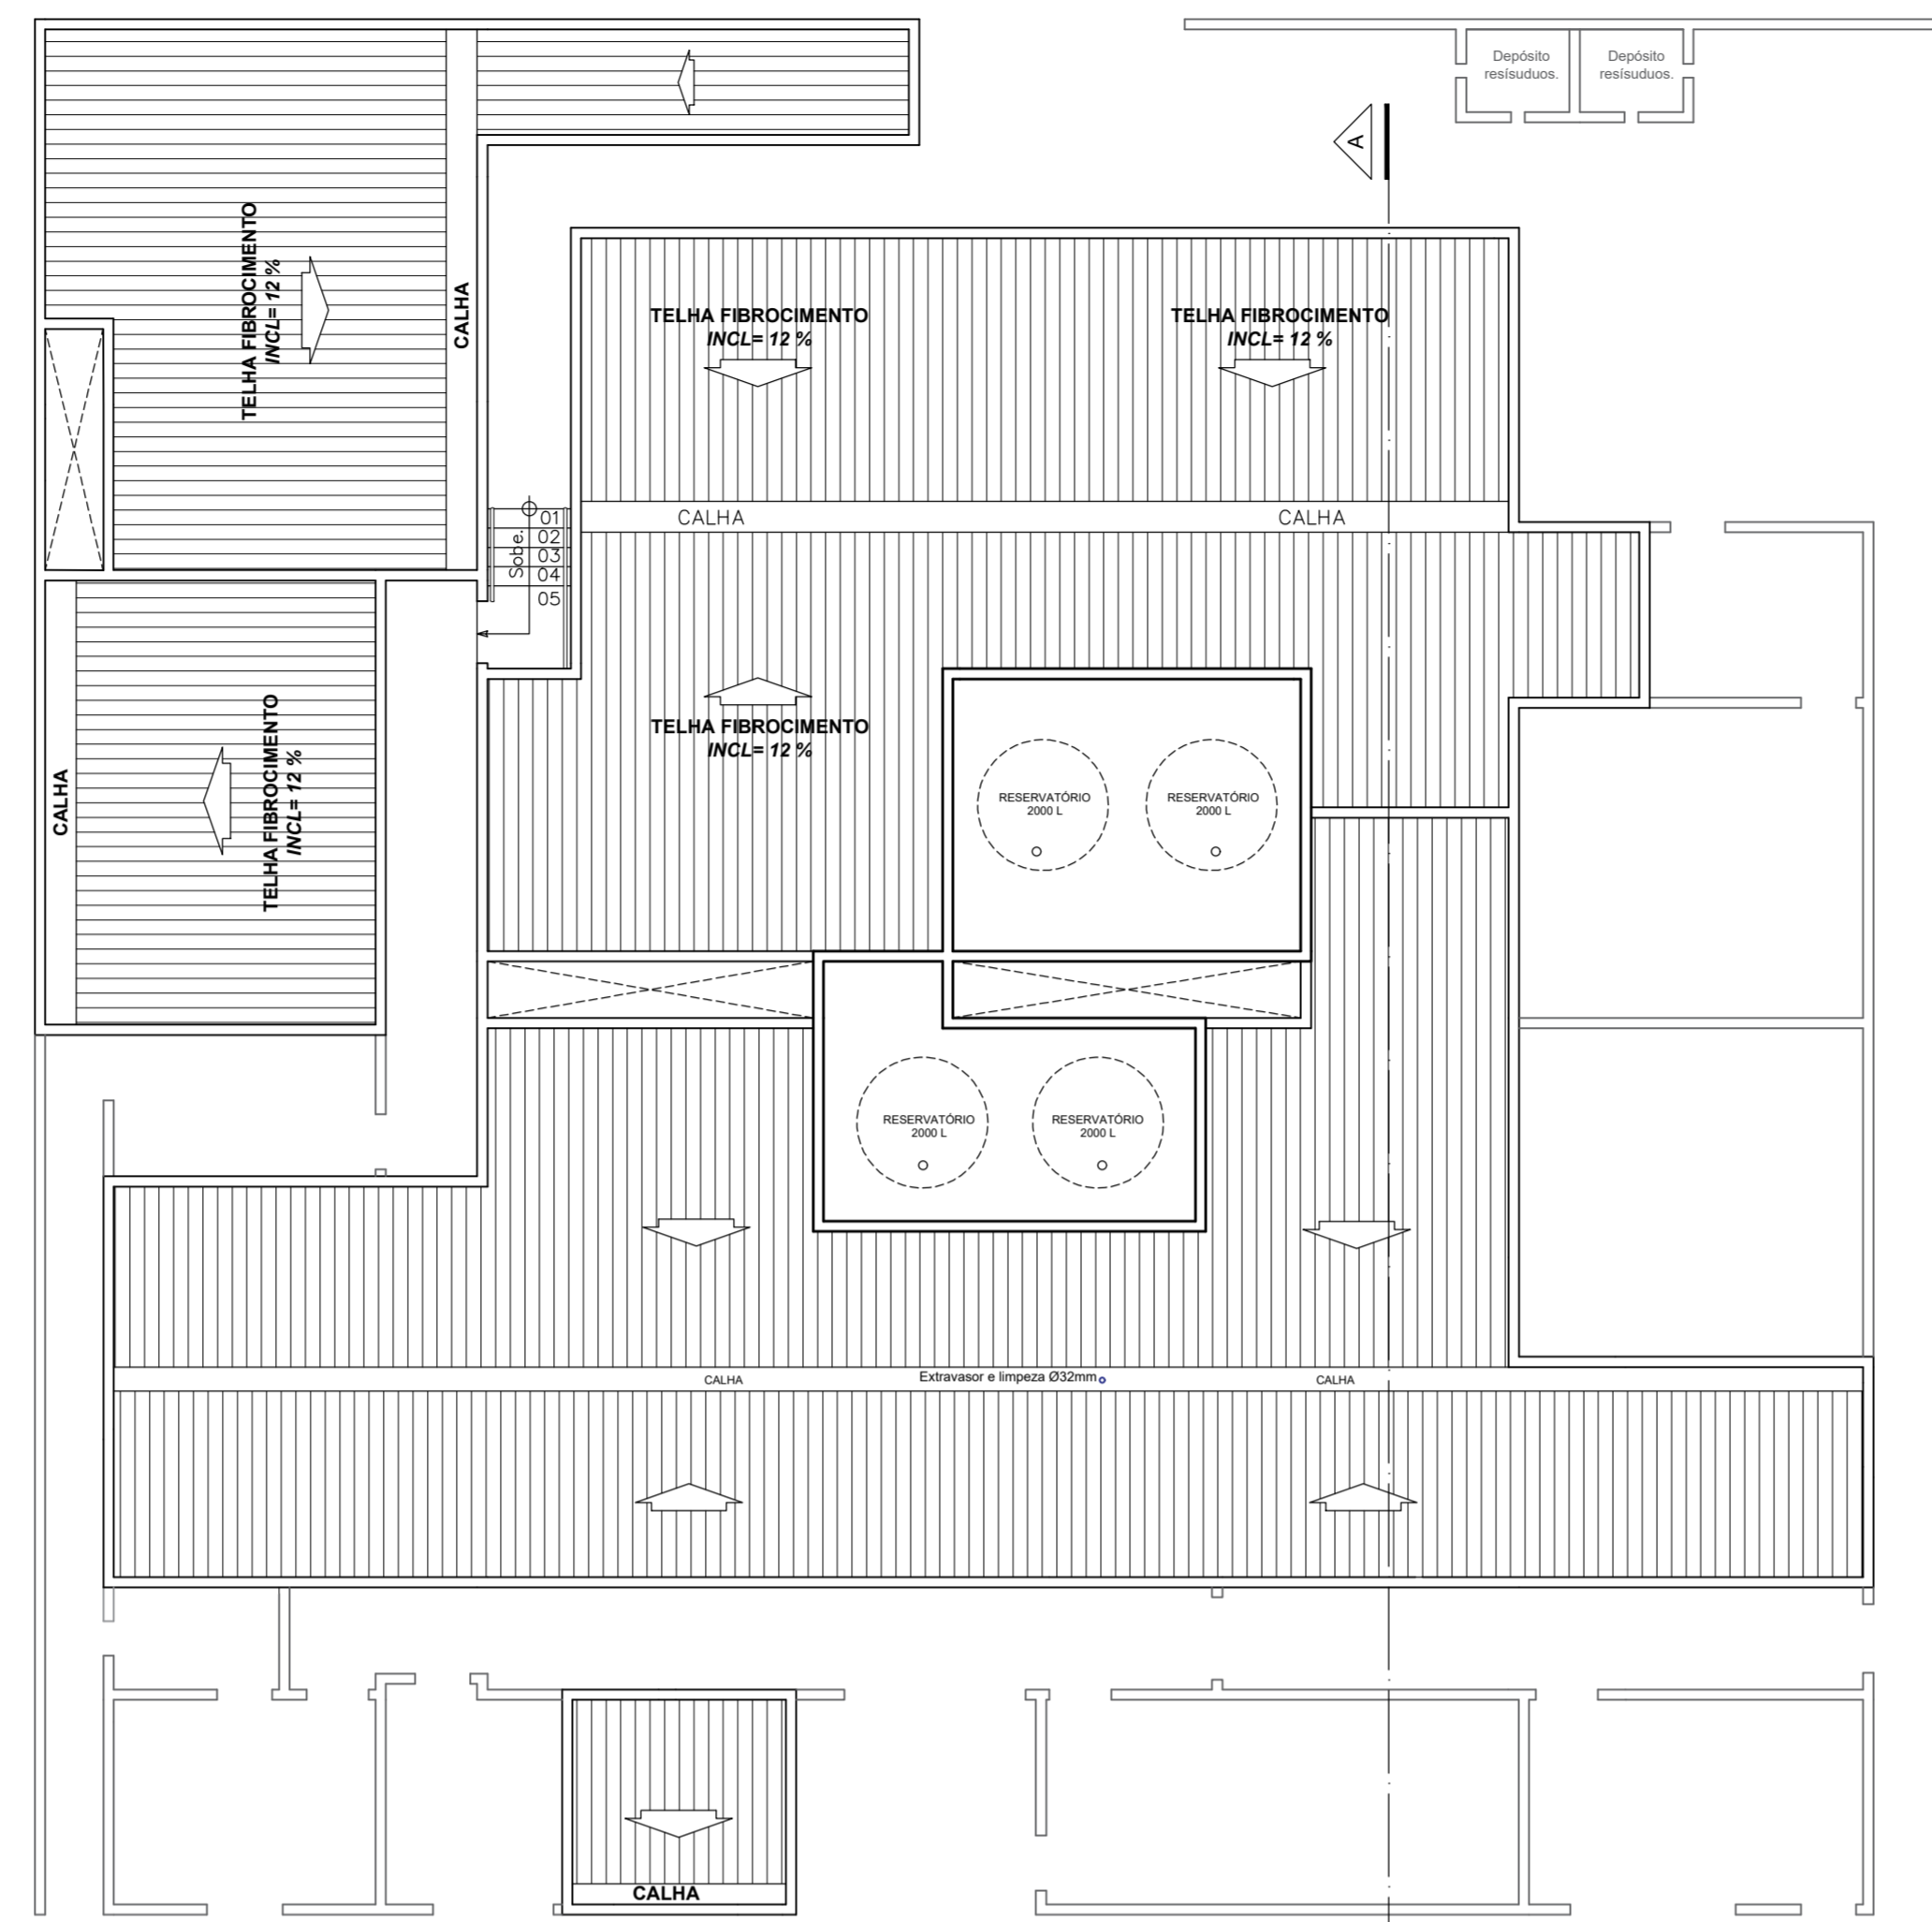 Depósito
resísuduos.
Depósito
resísuduos.
A
TELHA FIBROCIMENTO
INCL= 12 %
CALHA
TELHA FIBROCIMENTO
INCL= 12 %
TELHA FIBROCIMENTO
INCL= 12 %
CALHA
CALHA
Sobe.
01
02
03
04
05
TELHA FIBROCIMENTO
INCL= 12 %
CALHA
TELHA FIBROCIMENTO
INCL= 12 %
RESERVATÓRIO
2000 L
RESERVATÓRIO
2000 L
RESERVATÓRIO
2000 L
RESERVATÓRIO
2000 L
CALHA
Extravasor e limpeza Ø32mm
CALHA
CALHA